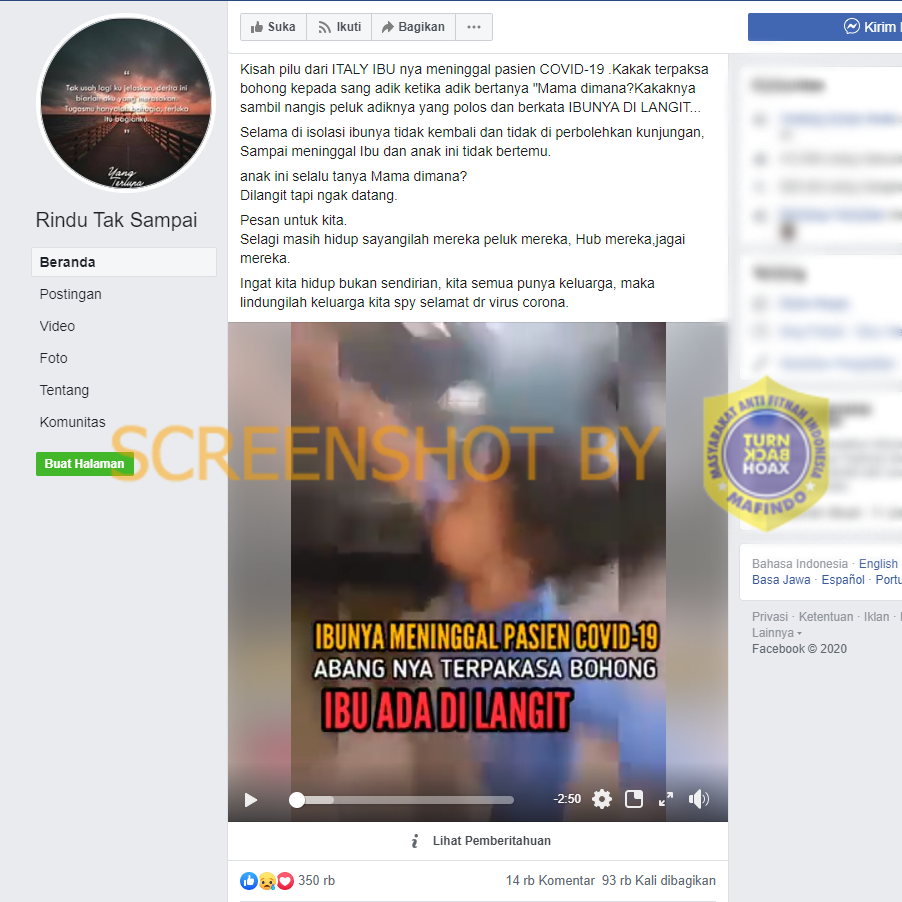 Suka
Ikuti
Bagikan
Kirim
"
Tak usah lagi ku jelaskan, derita ini
biarlah aku yang merasakan.
Tugasmu hanyalah bahagia, terluka
itu bagianku.
"
Yang
Terlupa
Rindu Tak Sampai
Beranda
Postingan
Video
Foto
Tentang
Komunitas
Buat Halaman
Kisah pilu dari ITALY IBU nya meninggal pasien COVID-19 .Kakak terpaksa
bohong kepada sang adik ketika adik bertanya "Mama dimana?Kakaknya
sambil nangis peluk adiknya yang polos dan berkata IBUNYA DI LANGIT...
Selama di isolasi ibunya tidak kembali dan tidak di perbolehkan kunjungan,
Sampai meninggal Ibu dan anak ini tidak bertemu.
anak ini selalu tanya Mama dimana?
Dilangit tapi ngak datang.
Pesan untuk kita.
Selagi masih hidup sayangilah mereka peluk mereka, Hub mereka,jagai
mereka.
Ingat kita hidup bukan sendirian, kita semua punya keluarga, maka
lindungilah keluarga kita spy selamat dr virus corona.
SCREENSHOT BY
MASYARAKAT ANTI FITNAH INDONESIA
TURN
BACK
HOAX
MAFINDO
IBUNYA MENINGGAL PASIEN COVID-19
ABANG NYA TERPAKASA BOHONG
IBU ADA DI LANGIT
-2:50
Lihat Pemberitahuan
350 rb
14 rb Komentar 93 rb Kali dibagikan
Bahasa Indonesia · English
Basa Jawa · Español · Portu
Privasi · Ketentuan · Iklan ·
Lainnya
Facebook © 2020